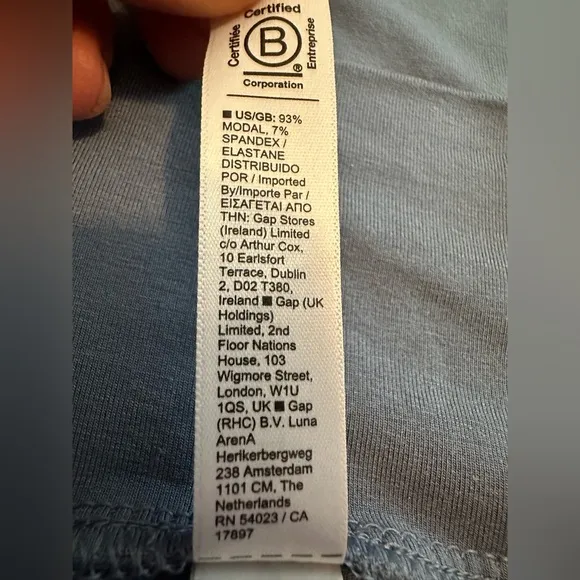 Certified
Certifiée
B
Entreprise
®
Corporation
■ US/GB: 93%
MODAL, 7%
SPANDEX /
ELASTANE
DISTRIBUIDO
POR / Imported
By/Importe Par /
ΕΙΣΑΓΕΤΑΙ ΑΠΟ
ΤΗΝ: Gap Stores
(Ireland) Limited
c/o Arthur Cox,
10 Earlsfort
Terrace, Dublin
2, D02 T380,
Ireland ■ Gap (UK
Holdings)
Limited, 2nd
Floor Nations
House, 103
Wigmore Street,
London, W1U
1QS, UK ■ Gap
(RHC) B.V. Luna
ArenA
Herikerbergweg
238 Amsterdam
1101 CM, The
Netherlands
RN 54023 / CA
17897